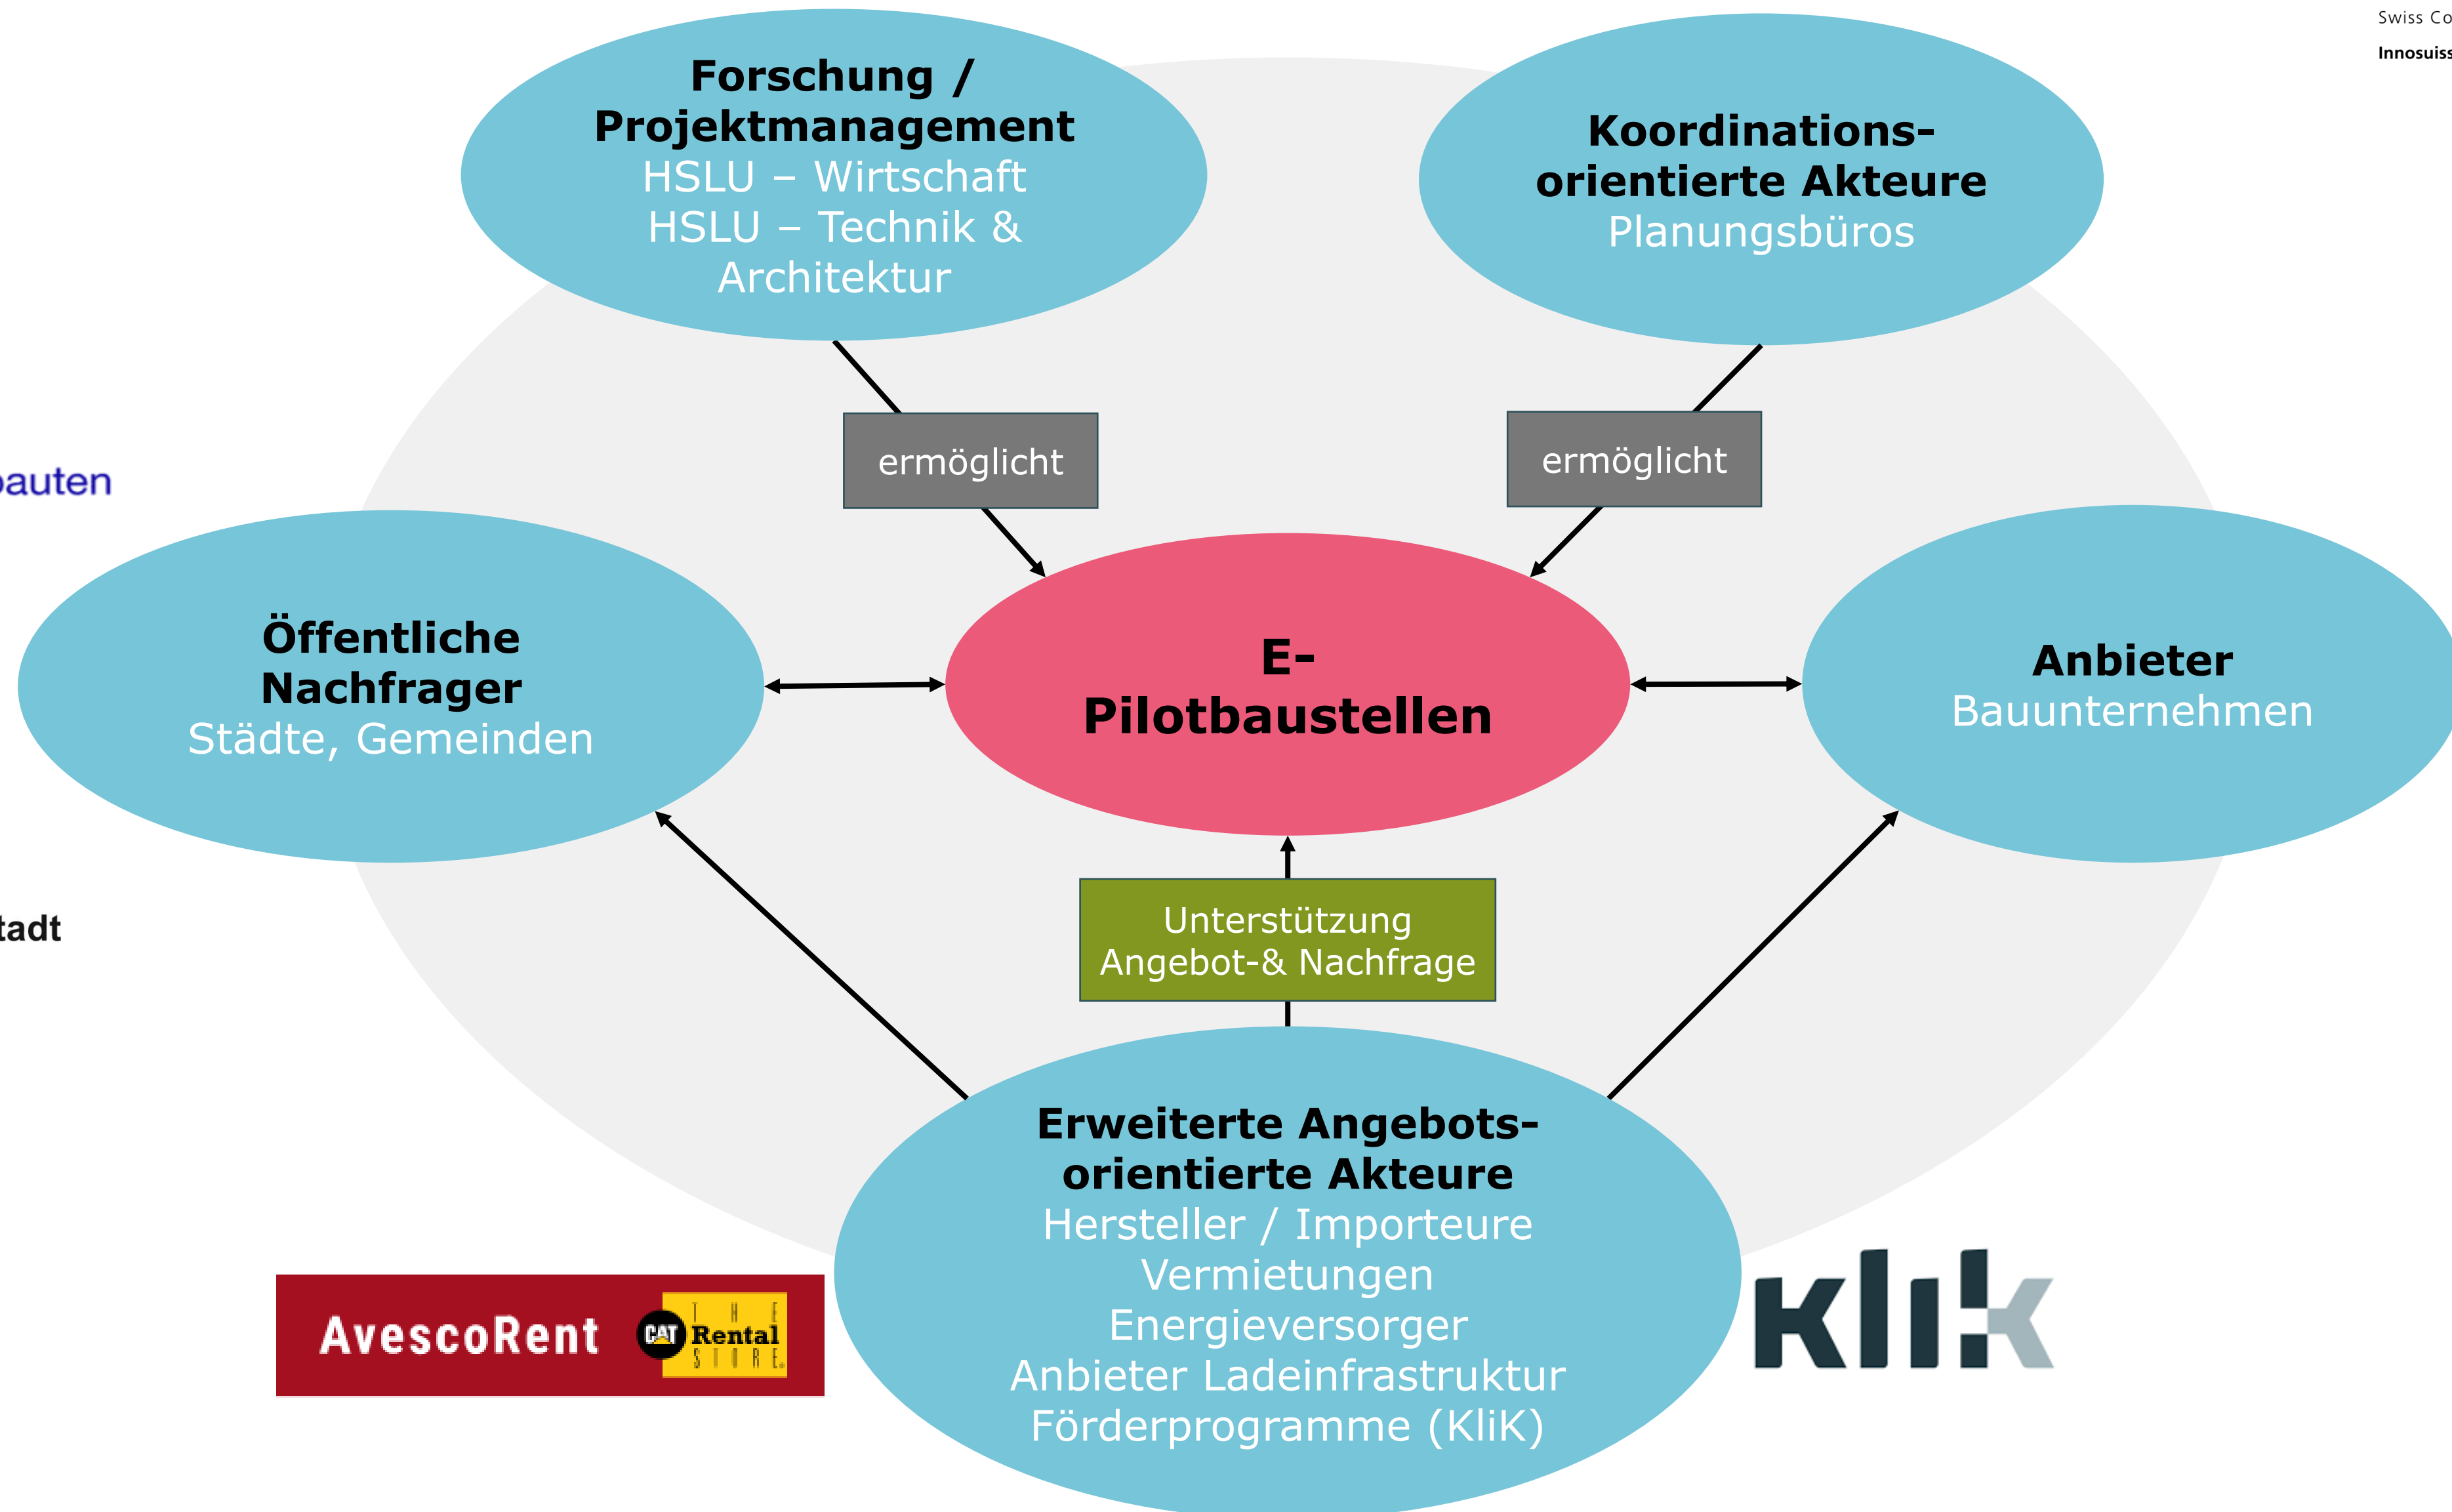 Swiss Co
Innosuiss
Forschung /
Projektmanagement
HSLU – Wirtschaft
HSLU – Technik &
Architektur
Koordinations-
orientierte Akteure
Planungsbüros
ermöglicht
ermöglicht
bauten
Öffentliche
Nachfrager
Städte, Gemeinden
E-
Pilotbaustellen
Anbieter
Bauunternehmen
tadt
Unterstützung
Angebot-& Nachfrage
Erweiterte Angebots-
orientierte Akteure
Hersteller / Importeure
Vermietungen
Energieversorger
Anbieter Ladeinfrastruktur
Förderprogramme (KliK)
AvescoRent
CAT
THE
Rental
STORE
klik